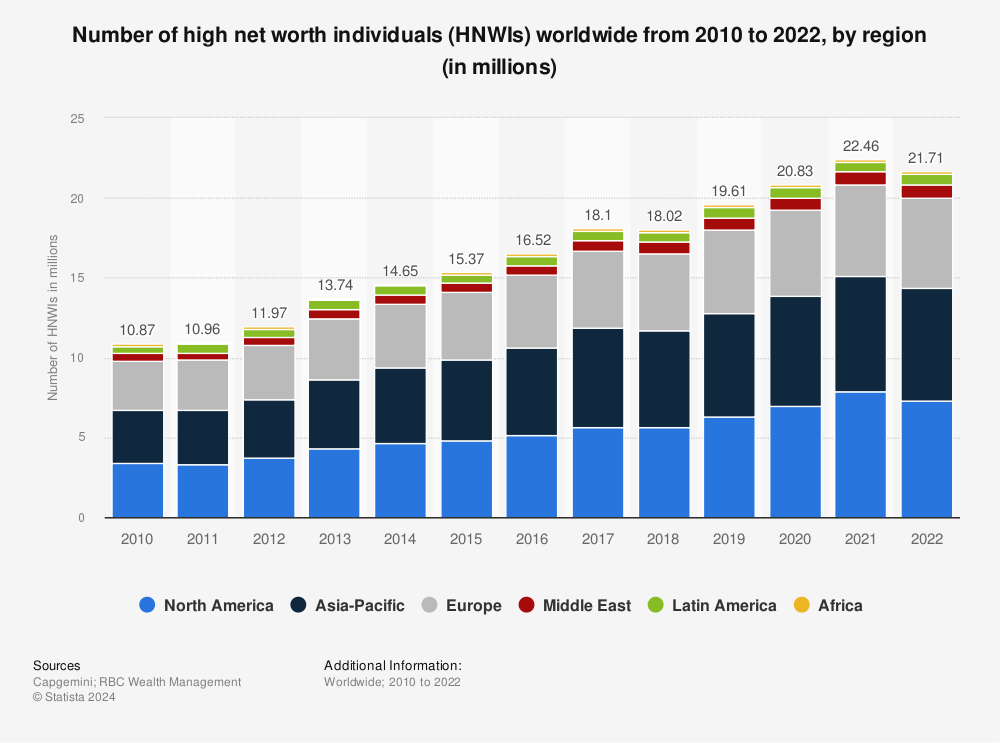 Number of high net worth individuals (HNWIs) worldwide from 2010 to 2022, by region
(in millions)
Number of HNWIs in millions
25
20
15
10
5
0
10.87
10.96
11.97
13.74
14.65
15.37
16.52
18.1
18.02
19.61
20.83
22.46
21.71
2010
2011
2012
2013
2014
2015
2016
2017
2018
2019
2020
2021
2022
North America
Asia-Pacific
Europe
Middle East
Latin America
Africa
Sources
Capgemini; RBC Wealth Management
© Statista 2024
Additional Information:
Worldwide; 2010 to 2022